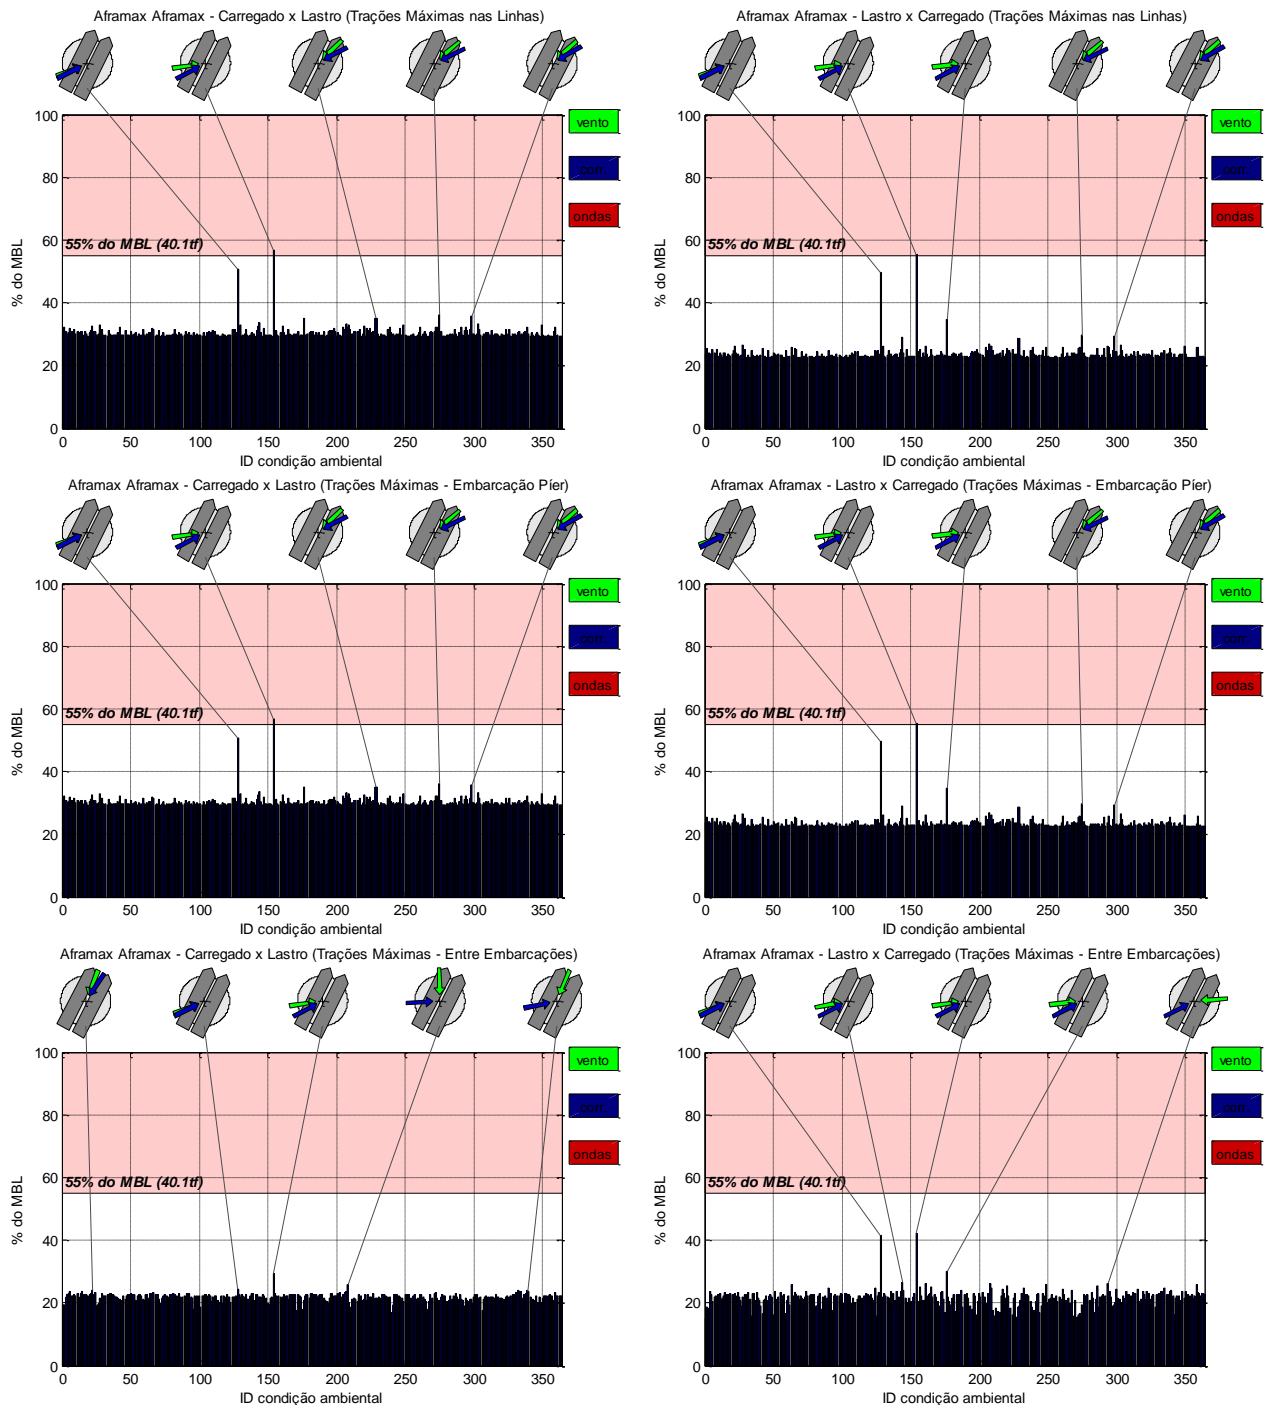 Aframax Aframax - Carregado x Lastro (Trações Máximas nas Linhas)
100
80
60
40
20
0
% do MBL
55% do MBL (40.1tf)
0 50 100 150 200 250 300 350
ID condição ambiental
vento
corr.
ondas
Aframax Aframax - Lastro x Carregado (Trações Máximas nas Linhas)
100
80
60
40
20
0
% do MBL
55% do MBL (40.1tf)
0 50 100 150 200 250 300 350
ID condição ambiental
vento
corr.
ondas
Aframax Aframax - Carregado x Lastro (Trações Máximas - Embarcação Píer)
100
80
60
40
20
0
% do MBL
55% do MBL (40.1tf)
0 50 100 150 200 250 300 350
ID condição ambiental
vento
corr.
ondas
Aframax Aframax - Lastro x Carregado (Trações Máximas - Embarcação Píer)
100
80
60
40
20
0
% do MBL
55% do MBL (40.1tf)
0 50 100 150 200 250 300 350
ID condição ambiental
vento
corr.
ondas
Aframax Aframax - Carregado x Lastro (Trações Máximas - Entre Embarcações)
100
80
60
40
20
0
% do MBL
55% do MBL (40.1tf)
0 50 100 150 200 250 300 350
ID condição ambiental
vento
corr.
ondas
Aframax Aframax - Lastro x Carregado (Trações Máximas - Entre Embarcações)
100
80
60
40
20
0
% do MBL
55% do MBL (40.1tf)
0 50 100 150 200 250 300 350
ID condição ambiental
vento
corr.
ondas